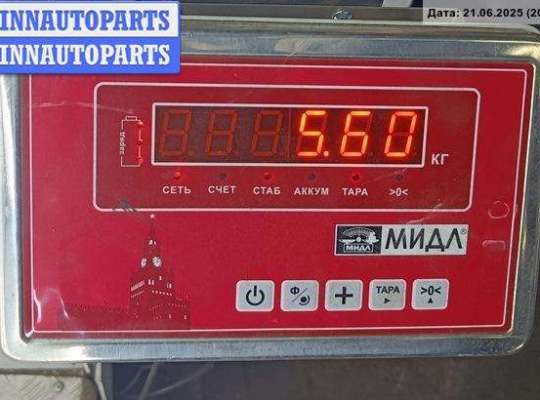 INNAUTOPARTS
INNAUTOPARTS
Дата: 21.06.2025 (20
5.60
заряд
КГ
СЕТЬ СЧЕТ СТАБ АККУМ ТАРА >0<
МИДЛ МИДЛ®
Ф ТАРА >0<